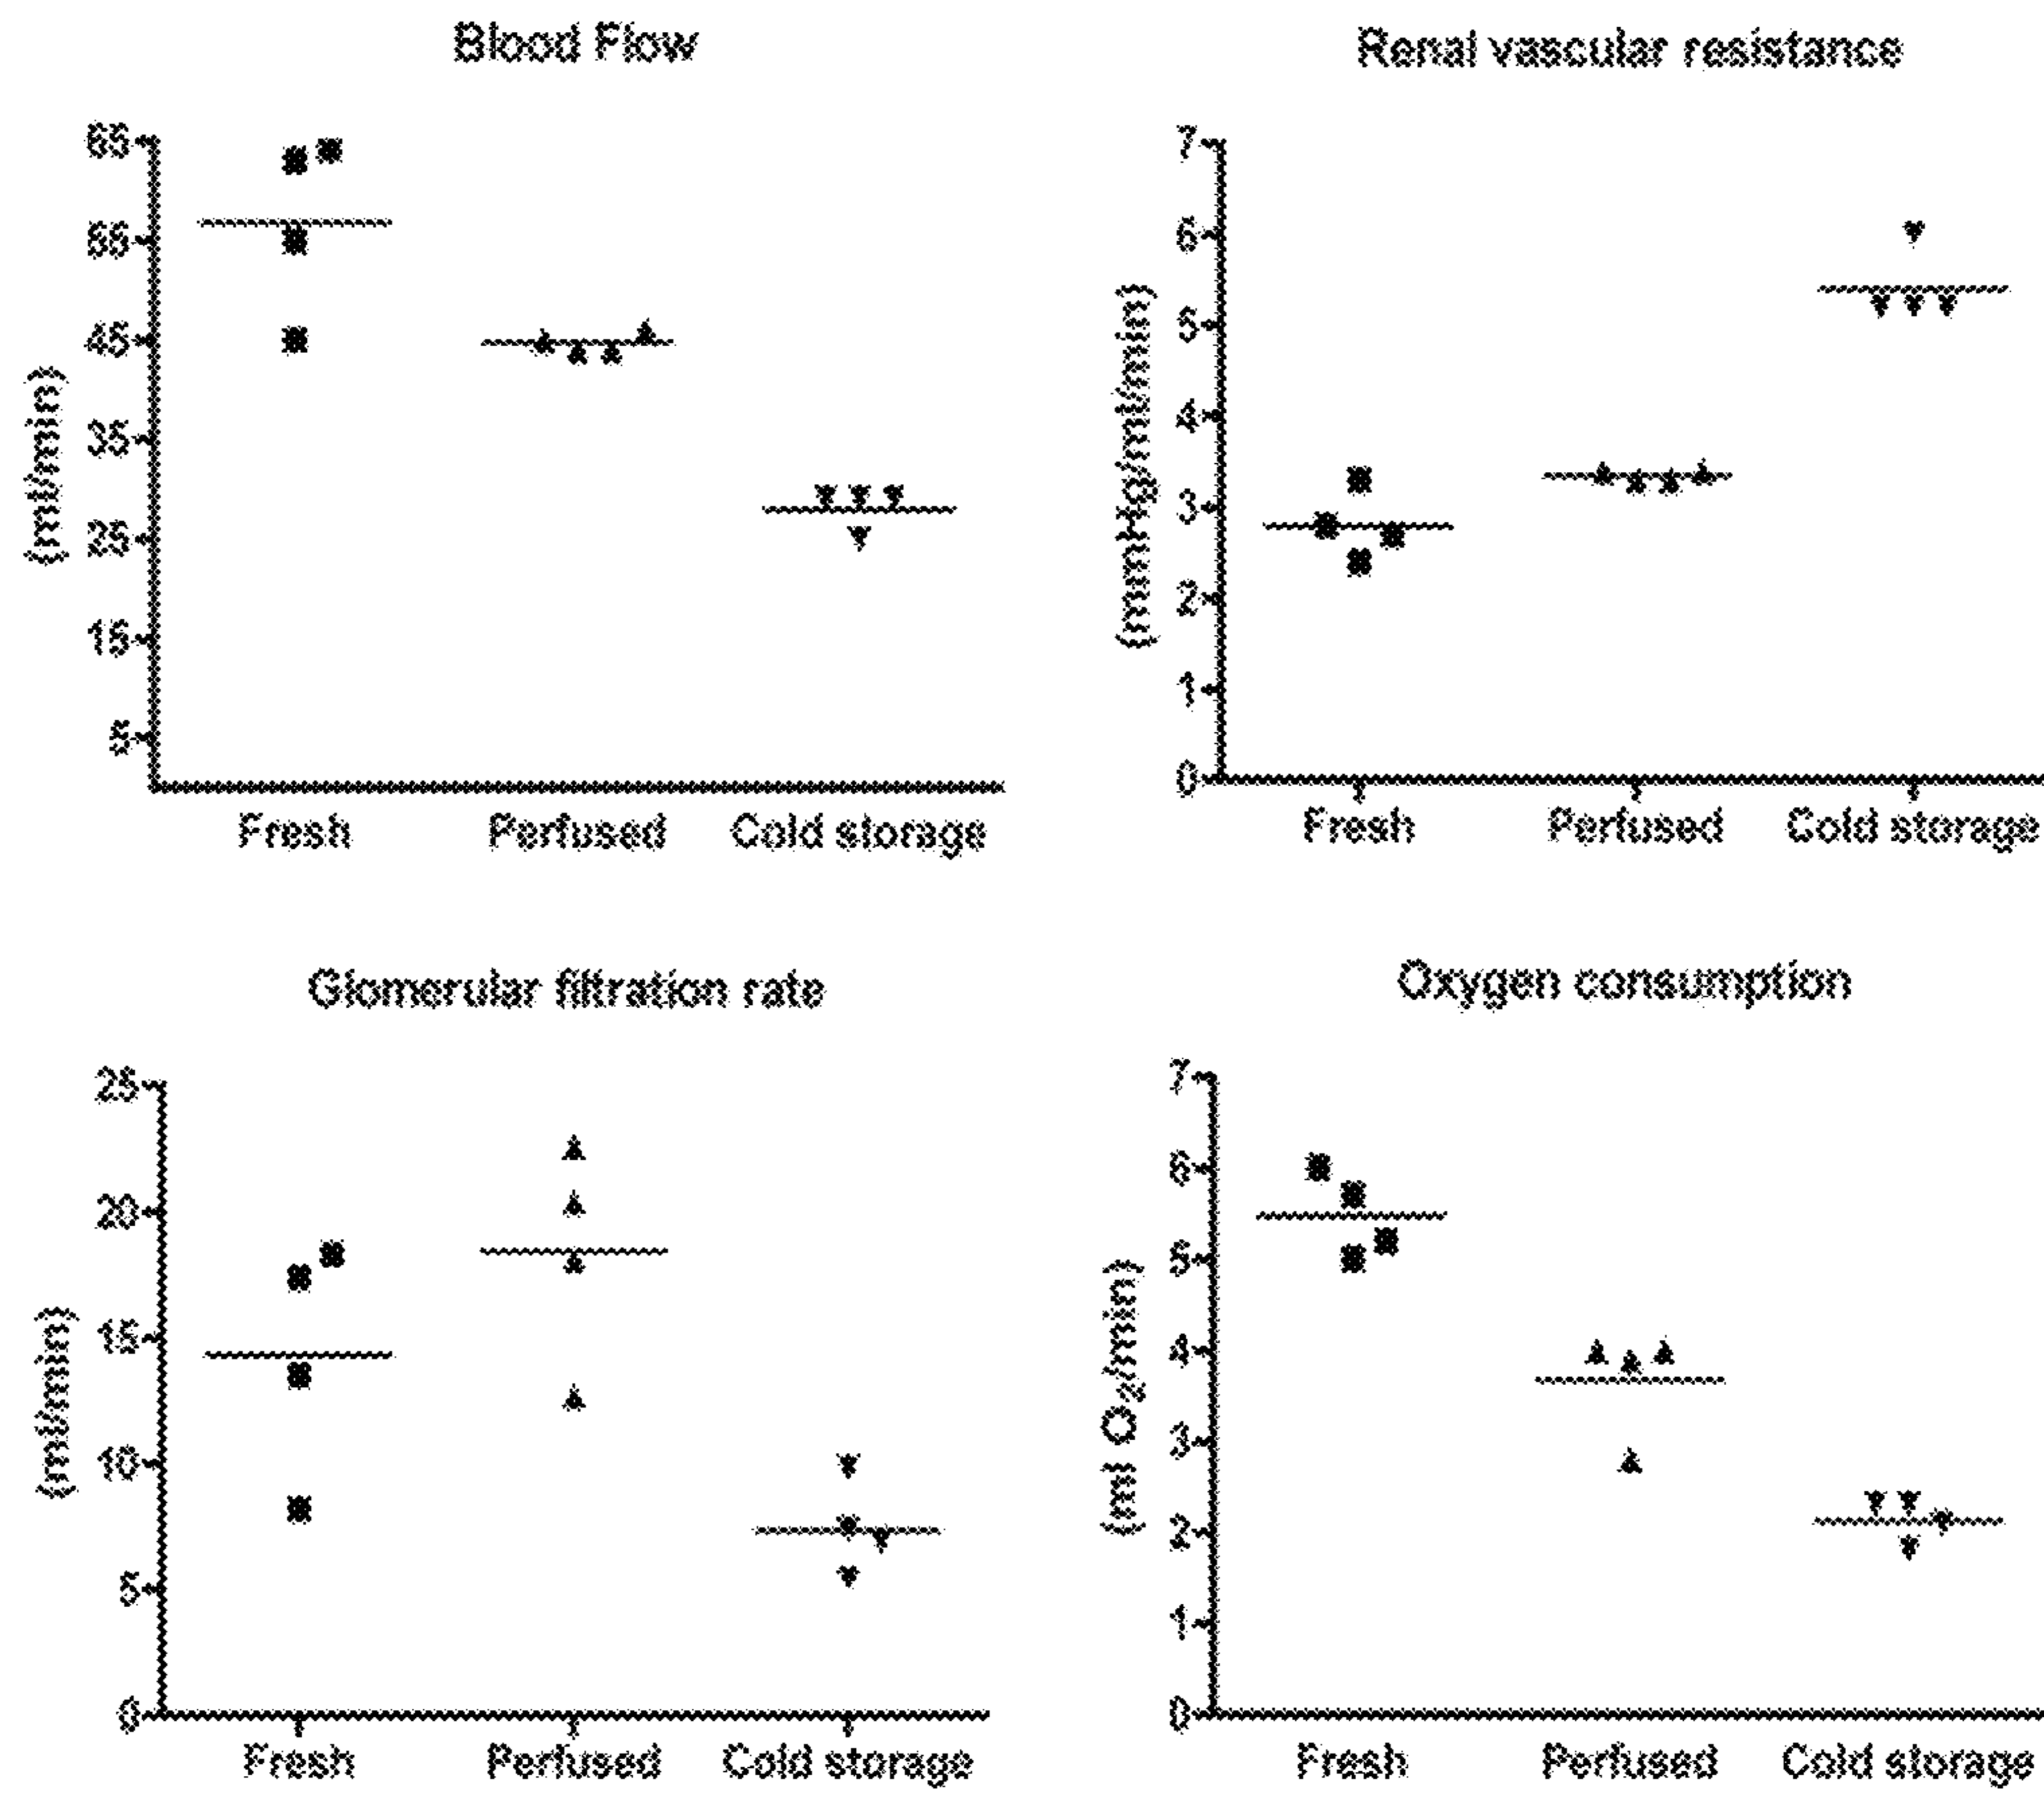 Blood Flow
65
55
45
35
25
15
5
(ml/min)
Fresh Perfused Cold storage
Renal vascular resistance
7
6
5
4
3
2
1
0
(mmHg/ml/min)
Fresh Perfused Cold storage
Glomerular filtration rate
25
20
15
10
5
0
(ml/min)
Fresh Perfused Cold storage
Oxygen consumption
7
6
5
4
3
2
1
0
(ml O₂/min)
Fresh Perfused Cold storage